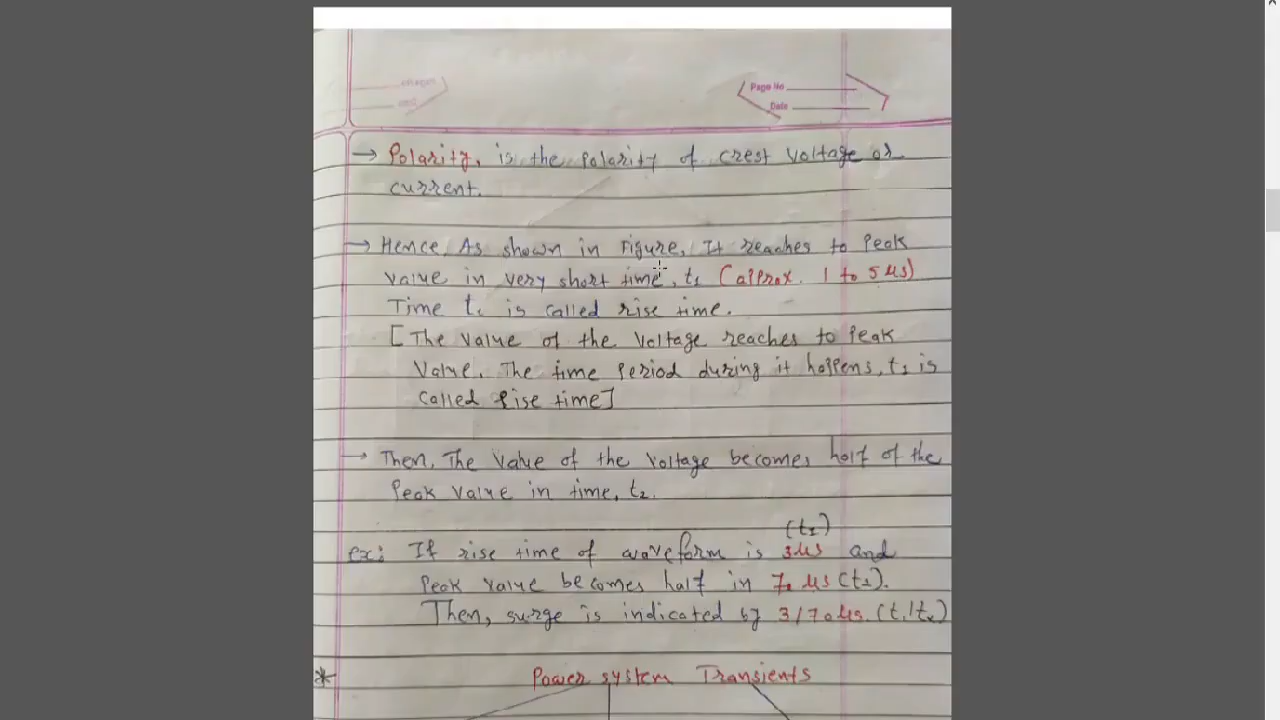 Page No
Date
→ Polarity, is the Polarity of crest voltage or
current.
→ Hence, As shown in Figure, It reaches to Peak
value in very short time, t₁ (approx. 1 to 5 μs)
Time t₁ is called rise time.
[The value of the voltage reaches to Peak
value. The time Period during it happens, t₁ is
called rise time]
→ Then, The value of the voltage becomes half of the
Peak value in time, t₂.
(t₁)
ex: If rise time of waveform is 3μs and
Peak value becomes half in 70 μs (t₂).
Then, surge is indicated by 3/70 μs. (t₁/t₂)
* Power system Transients